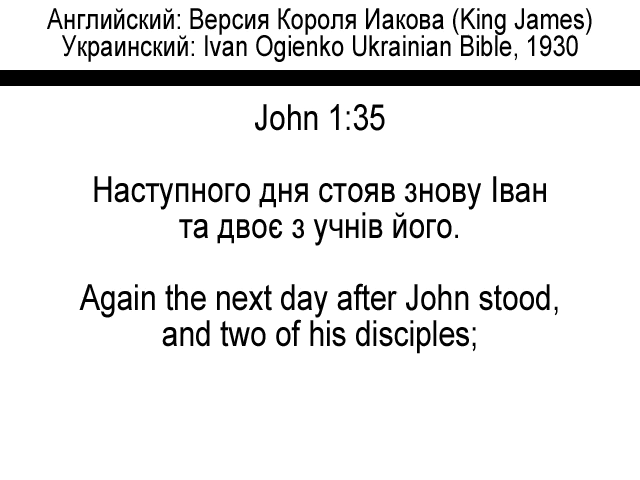 Английский: Версия Короля Иакова (King James)
Украинский: Ivan Ogienko Ukrainian Bible, 1930
John 1:35
Наступного дня стояв знову Іван
та двоє з учнів його.
Again the next day after John stood,
and two of his disciples;